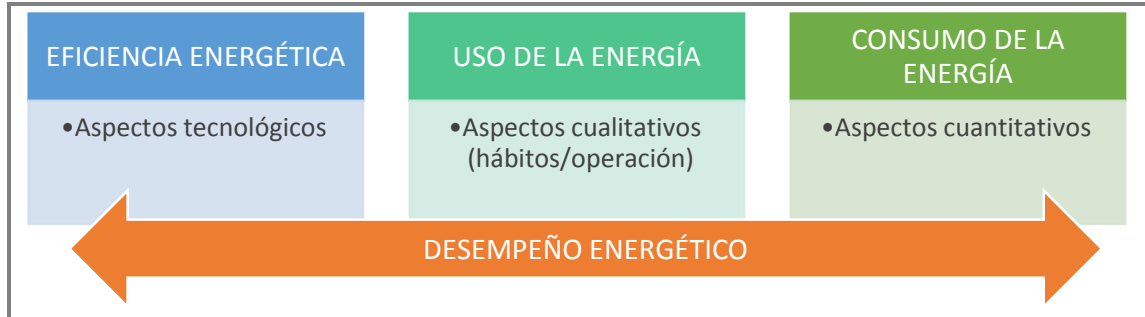 EFICIENCIA ENERGÉTICA
•Aspectos tecnológicos
USO DE LA ENERGÍA
•Aspectos cualitativos
(hábitos/operación)
CONSUMO DE LA
ENERGÍA
•Aspectos cuantitativos
DESEMPEÑO ENERGÉTICO